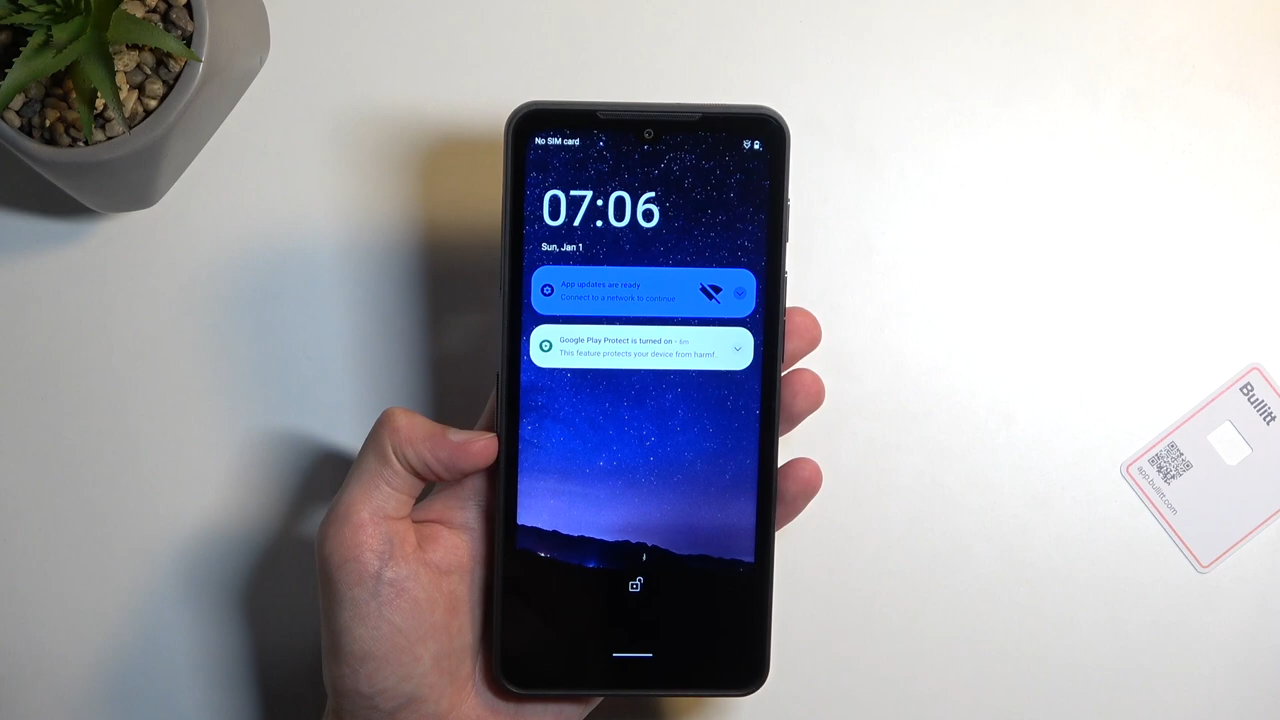 No SIM card
07:06
Sun, Jan 1
App updates are ready
Connect to a network to continue
Google Play Protect is turned on • 6m
This feature protects your device from harmf..
Bullitt
app.bullitt.com